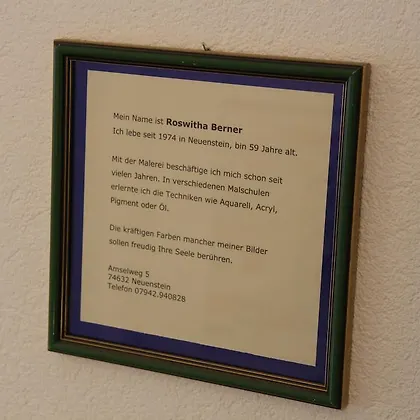 Mein Name ist Roswitha Berner
Ich lebe seit 1974 in Neuenstein, bin 59 Jahre alt.
Mit der Malerei beschäftige ich mich schon seit
vielen Jahren. In verschiedenen Malschulen
erlernte ich die Techniken wie Aquarell, Acryl,
Pigment oder Öl.
Die kräftigen Farben mancher meiner Bilder
sollen freudig Ihre Seele berühren.
Amselweg 5
74632 Neuenstein
Telefon 07942.940828